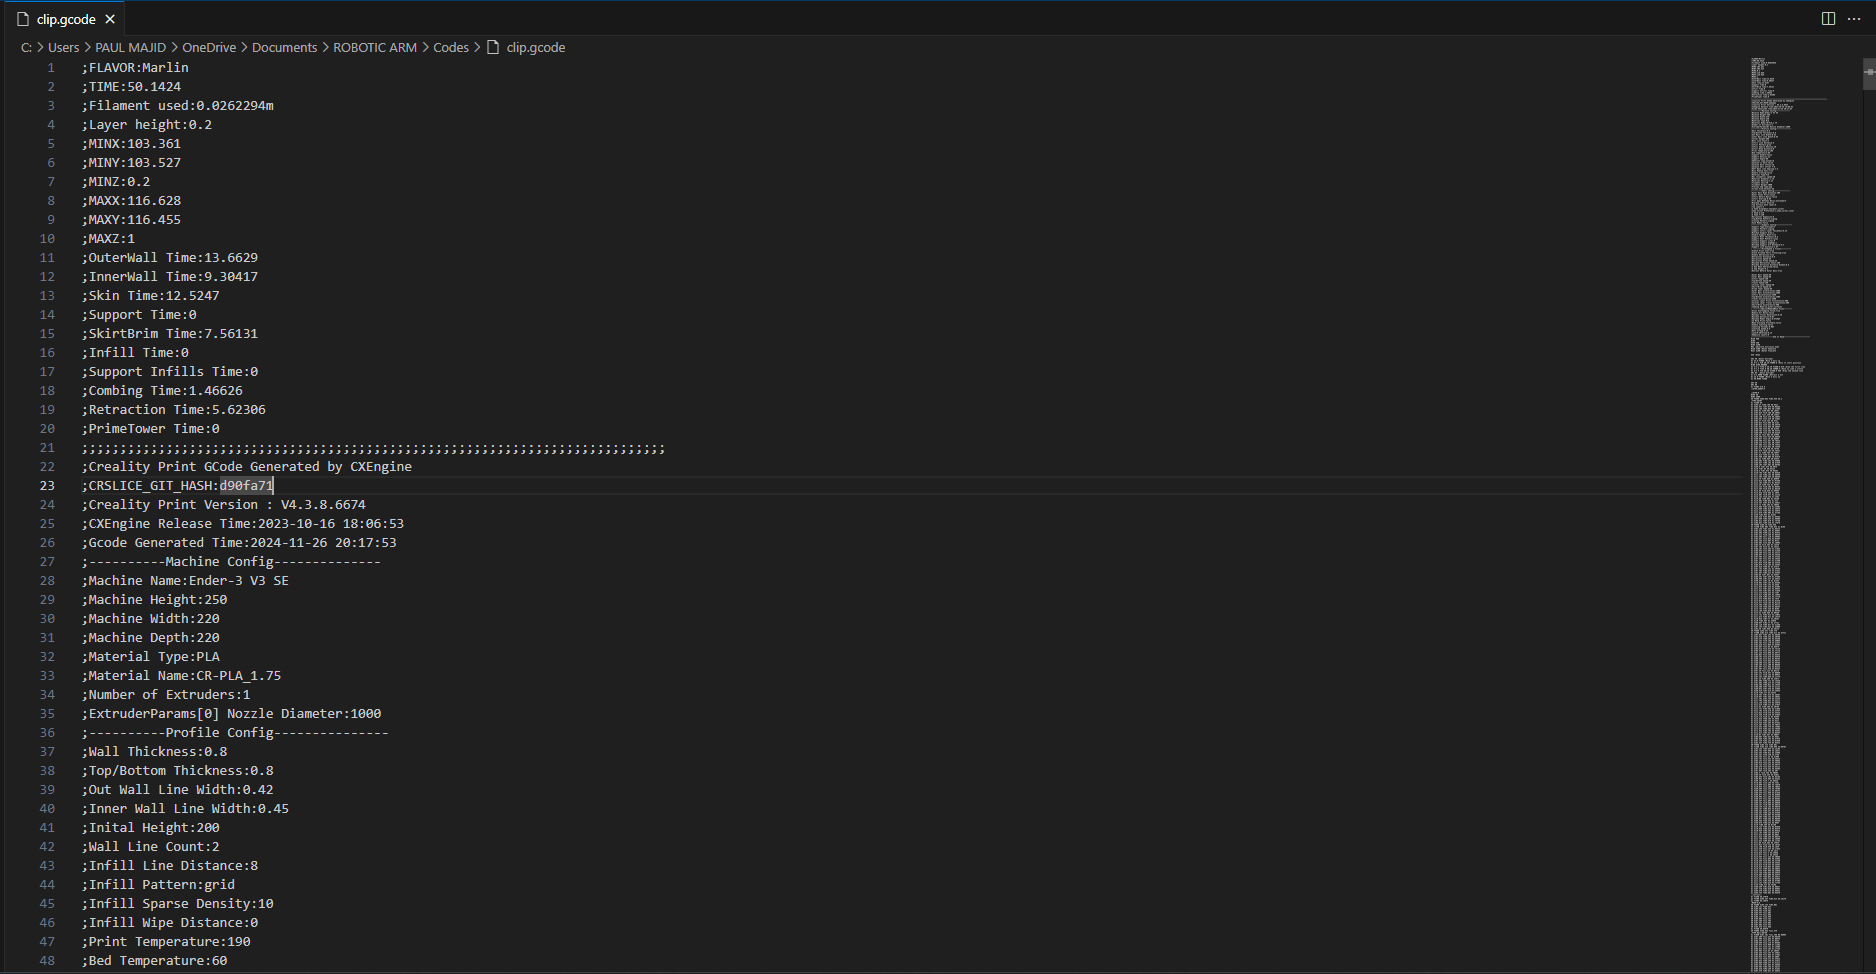 clip.gcode
C: > Users > PAUL MAJID > OneDrive > Documents > ROBOTIC ARM > Codes > clip.gcode
1 ;FLAVOR:Marlin
2 ;TIME:50.1424
3 ;Filament used:0.0262294m
4 ;Layer height:0.2
5 ;MINX:103.361
6 ;MINY:103.527
7 ;MINZ:0.2
8 ;MAXX:116.628
9 ;MAXY:116.455
10 ;MAXZ:1
11 ;OuterWall Time:13.6629
12 ;InnerWall Time:9.30417
13 ;Skin Time:12.5247
14 ;Support Time:0
15 ;SkirtBrim Time:7.56131
16 ;Infill Time:0
17 ;Support Infills Time:0
18 ;Combing Time:1.46626
19 ;Retraction Time:5.62306
20 ;PrimeTower Time:0
21 ;;;;;;;;;;;;;;;;;;;;;;;;;;;;;;;;;;;;;;;;;;;;;;;;;;;;;;;;;;;;;;;;;;;;;;;;;;;;
22 ;Creality Print GCode Generated by CXEngine
23 ;CRSLICE_GIT_HASH:d90fa71
24 ;Creality Print Version : V4.3.8.6674
25 ;CXEngine Release Time:2023-10-16 18:06:53
26 ;Gcode Generated Time:2024-11-26 20:17:53
27 ;----------Machine Config--------------
28 ;Machine Name:Ender-3 V3 SE
29 ;Machine Height:250
30 ;Machine Width:220
31 ;Machine Depth:220
32 ;Material Type:PLA
33 ;Material Name:CR-PLA_1.75
34 ;Number of Extruders:1
35 ;ExtruderParams[0] Nozzle Diameter:1000
36 ;----------Profile Config---------------
37 ;Wall Thickness:0.8
38 ;Top/Bottom Thickness:0.8
39 ;Out Wall Line Width:0.42
40 ;Inner Wall Line Width:0.45
41 ;Inital Height:200
42 ;Wall Line Count:2
43 ;Infill Line Distance:8
44 ;Infill Pattern:grid
45 ;Infill Sparse Density:10
46 ;Infill Wipe Distance:0
47 ;Print Temperature:190
48 ;Bed Temperature:60